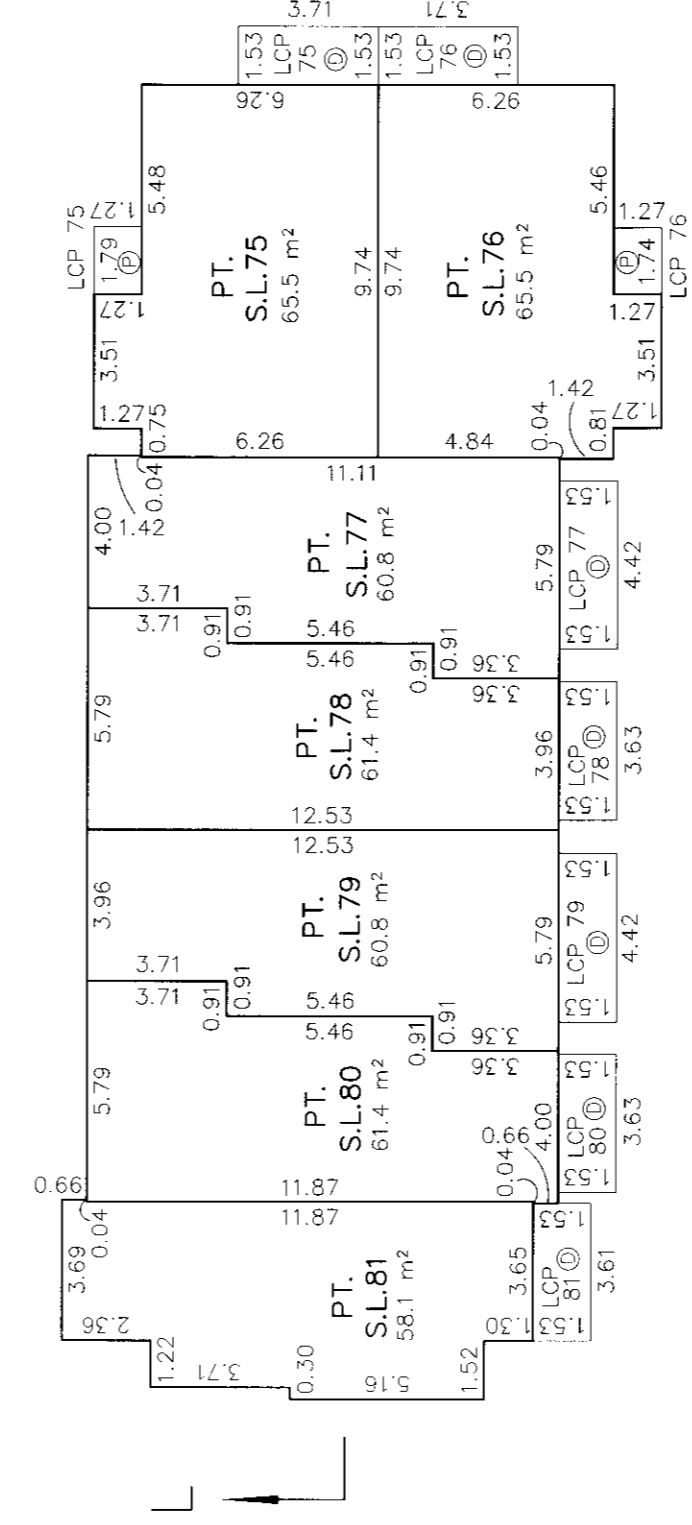 3.71
3.71
1.53
LCP
75 D
1.53
1.53
LCP
76 D
1.53
6.26
6.26
LCP 75
1.27
5.48
5.46
1.27
LCP 76
1.79
P
P
1.74
1.27
1.27
PT.
S.L.75
65.5 m²
9.74
9.74
PT.
S.L.76
65.5 m²
3.51
3.51
1.27
0.75
6.26
4.84
0.04
1.42
0.81
1.27
0.04
1.42
4.00
11.11
PT.
S.L.77
60.8 m²
5.79
1.53
LCP 77
D
1.53
4.42
3.71
3.71
0.91
0.91
5.46
5.46
0.91
0.91
3.36
3.36
5.79
PT.
S.L.78
61.4 m²
3.96
1.53
LCP
78 D
1.53
3.63
12.53
12.53
3.96
PT.
S.L.79
60.8 m²
5.79
1.53
LCP 79
D
1.53
4.42
3.71
3.71
0.91
0.91
5.46
5.46
0.91
0.91
3.36
3.36
5.79
PT.
S.L.80
61.4 m²
0.66
4.00
1.53
LCP
80 D
1.53
3.63
0.66
0.04
11.87
11.87
0.04
3.69
PT.
S.L.81
58.1 m²
3.65
1.53
LCP
81 D
1.53
3.61
2.36
1.30
1.22
3.71
0.30
5.16
1.52